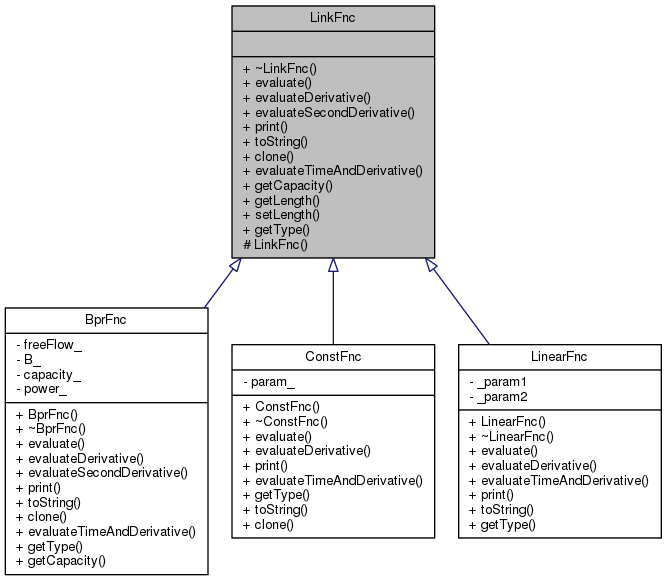 LinkFnc
+ ~LinkFnc()
+ evaluate()
+ evaluateDerivative()
+ evaluateSecondDerivative()
+ print()
+ toString()
+ clone()
+ evaluateTimeAndDerivative()
+ getCapacity()
+ getLength()
+ setLength()
+ getType()
# LinkFnc()
BprFnc
- freeFlow_
- B_
- capacity_
- power_
+ BprFnc()
+ ~BprFnc()
+ evaluate()
+ evaluateDerivative()
+ evaluateSecondDerivative()
+ print()
+ toString()
+ clone()
+ evaluateTimeAndDerivative()
+ getType()
+ getCapacity()
ConstFnc
- param_
+ ConstFnc()
+ ~ConstFnc()
+ evaluate()
+ evaluateDerivative()
+ print()
+ evaluateTimeAndDerivative()
+ getType()
+ toString()
+ clone()
LinearFnc
- _param1
- _param2
+ LinearFnc()
+ ~LinearFnc()
+ evaluate()
+ evaluateDerivative()
+ evaluateTimeAndDerivative()
+ print()
+ toString()
+ getType()